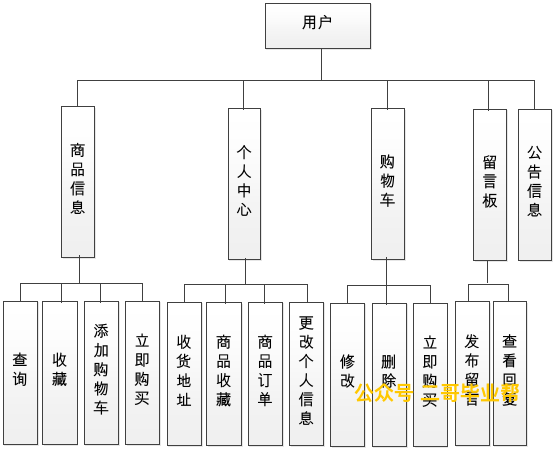 用户
商品信息
个人中心
购物车
留言板
公告信息
查询
收藏
添加购物车
立即购买
收货地址
商品收藏
商品订单
更改个人信息
修改
删除
立即购买
发布留言
查看回复
公众号 二哥毕业帮